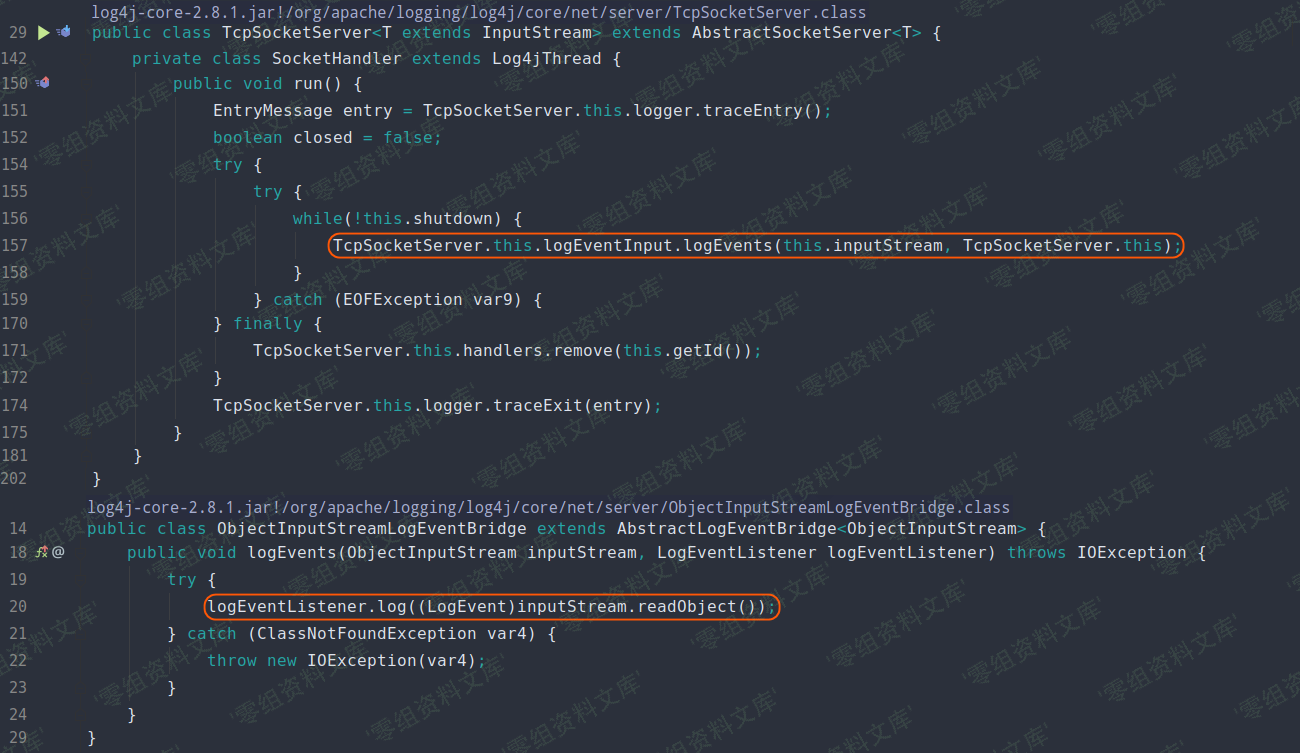 log4j-core-2.8.1.jar!/org/apache/logging/log4j/core/net/server/TcpSocketServer.class
29 public class TcpSocketServer<T extends InputStream> extends AbstractSocketServer<T> {
142 private class SocketHandler extends Log4jThread {
150 public void run() {
151 EntryMessage entry = TcpSocketServer.this.logger.traceEntry();
152 boolean closed = false;
154 try {
155 try {
156 while(!this.shutdown) {
157 TcpSocketServer.this.logEventInput.logEvents(this.inputStream, TcpSocketServer.this);
158 }
159 } catch (EOFException var9) {
170 } finally {
171 TcpSocketServer.this.handlers.remove(this.getId());
172 }
174 TcpSocketServer.this.logger.traceExit(entry);
175 }
181 }
202 }
log4j-core-2.8.1.jar!/org/apache/logging/log4j/core/net/server/ObjectInputStreamLogEventBridge.class
14 public class ObjectInputStreamLogEventBridge extends AbstractLogEventBridge<ObjectInputStream> {
18 @ public void logEvents(ObjectInputStream inputStream, LogEventListener logEventListener) throws IOException {
19 try {
20 logEventListener.log((LogEvent)inputStream.readObject());
21 } catch (ClassNotFoundException var4) {
22 throw new IOException(var4);
23 }
24 }
29 }
'零组资料文库'